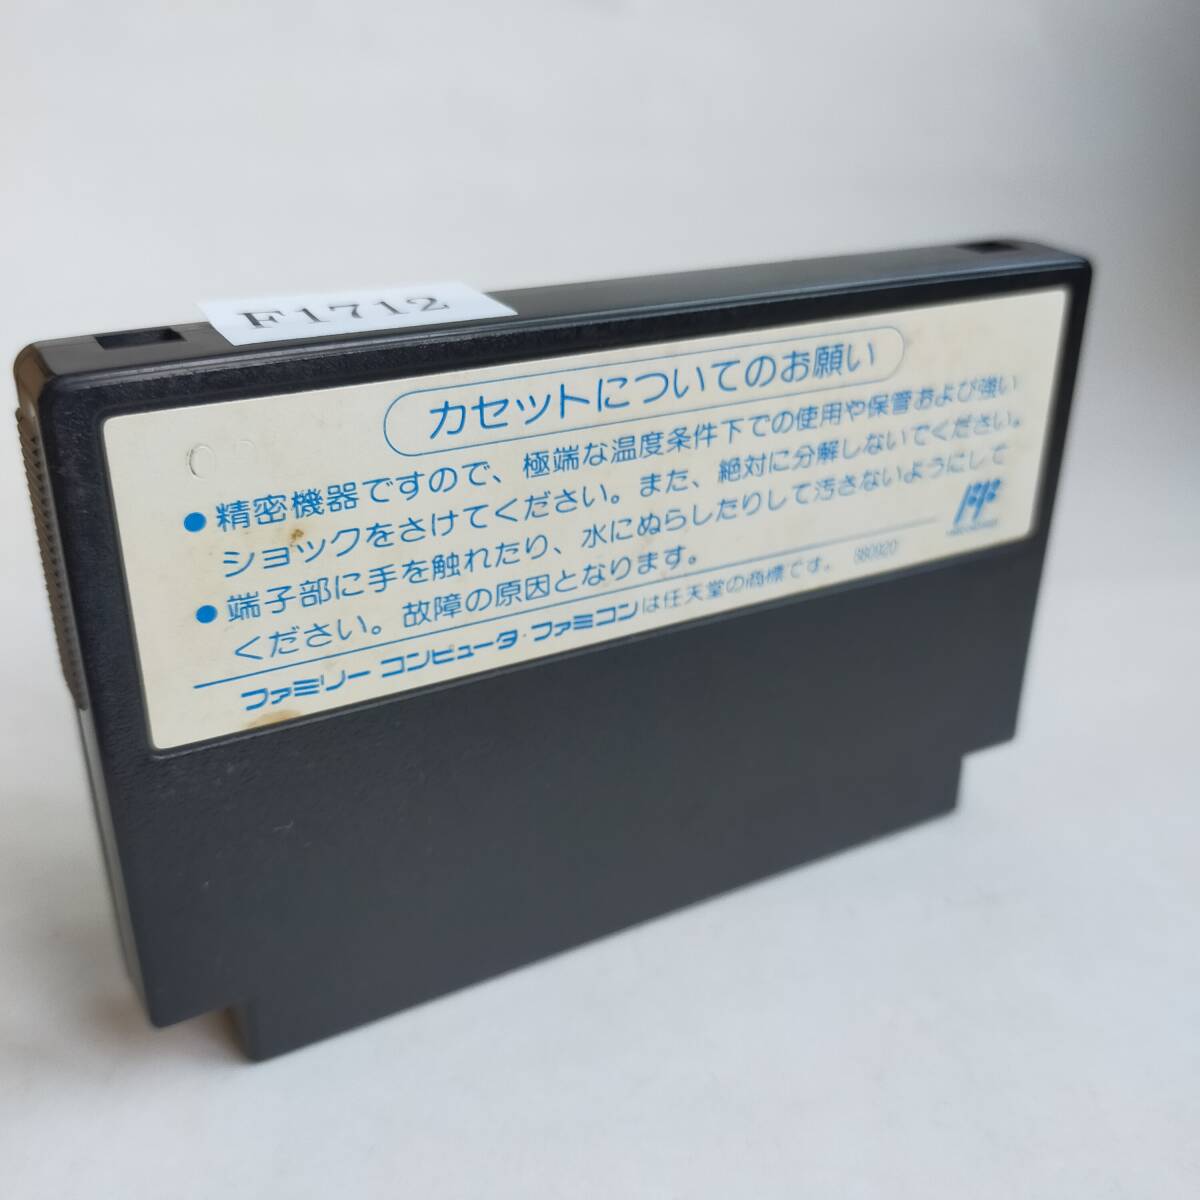 F1712
カセットについてのお願い
●精密機器ですので、極端な温度条件下での使用や保管および強い
ショックをさけてください。また、絶対に分解しないでください。
●端子部に手を触れたり、水にぬらしたりして汚さないようにして
ください。故障の原因となります。
ファミリーコンピュータ・ファミコンは任天堂の商標です。 880920